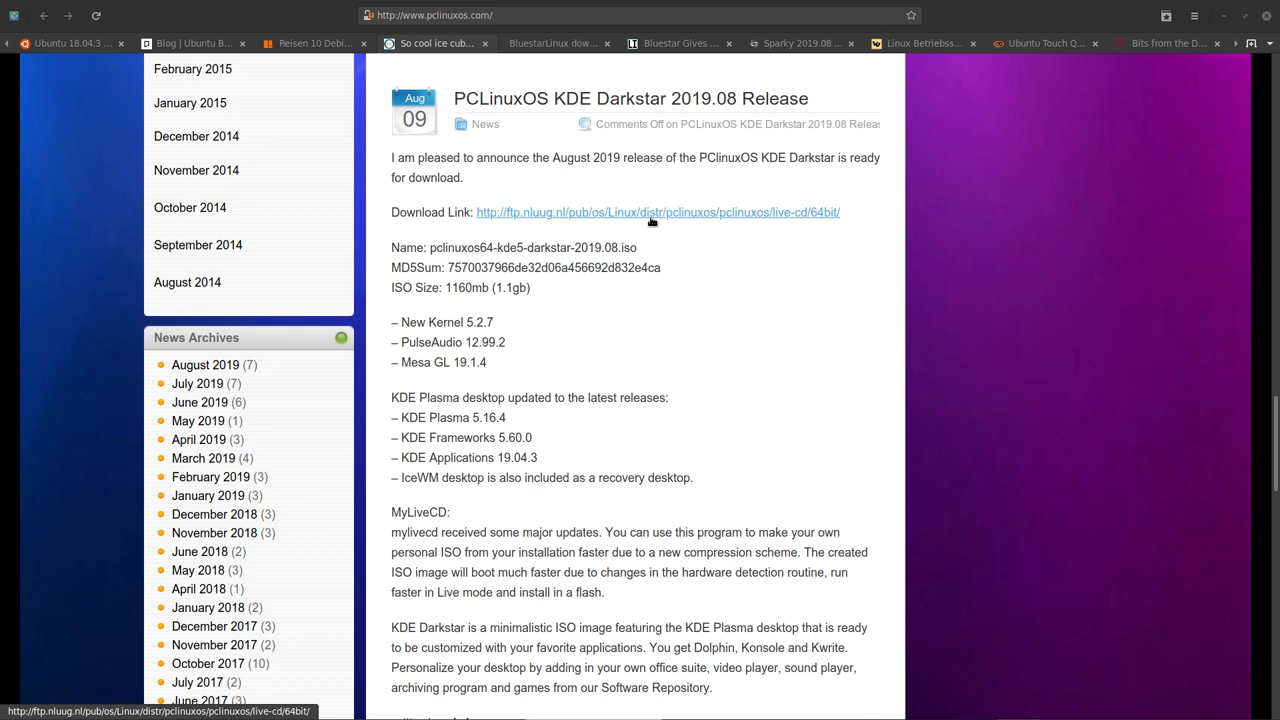 http://www.pclinuxos.com/
Ubuntu 18.04.3 ...
Blog | Ubuntu B...
Reisen 10 Debi...
So cool ice cub...
BluestarLinux dow...
Bluestar Gives ...
Sparky 2019.08 ...
Linux Betriebss...
Ubuntu Touch Q...
Bits from the D...
February 2015
January 2015
December 2014
November 2014
October 2014
September 2014
August 2014
News Archives
August 2019 (7)
July 2019 (7)
June 2019 (6)
May 2019 (1)
April 2019 (3)
March 2019 (4)
February 2019 (3)
January 2019 (3)
December 2018 (3)
November 2018 (3)
June 2018 (2)
May 2018 (3)
April 2018 (1)
January 2018 (2)
December 2017 (3)
November 2017 (2)
October 2017 (10)
July 2017 (2)
June 2017 (3)
Aug
09
PCLinuxOS KDE Darkstar 2019.08 Release
News
Comments Off on PCLinuxOS KDE Darkstar 2019.08 Releas
I am pleased to announce the August 2019 release of the PClinuxOS KDE Darkstar is ready
for download.
Download Link: http://ftp.nluug.nl/pub/os/Linux/distr/pclinuxos/pclinuxos/live-cd/64bit/
Name: pclinuxos64-kde5-darkstar-2019.08.iso
MD5Sum: 7570037966de32d06a456692d832e4ca
ISO Size: 1160mb (1.1gb)
– New Kernel 5.2.7
– PulseAudio 12.99.2
– Mesa GL 19.1.4
KDE Plasma desktop updated to the latest releases:
– KDE Plasma 5.16.4
– KDE Frameworks 5.60.0
– KDE Applications 19.04.3
– IceWM desktop is also included as a recovery desktop.
MyLiveCD:
mylivecd received some major updates. You can use this program to make your own
personal ISO from your installation faster due to a new compression scheme. The created
ISO image will boot much faster due to changes in the hardware detection routine, run
faster in Live mode and install in a flash.
KDE Darkstar is a minimalistic ISO image featuring the KDE Plasma desktop that is ready
to be customized with your favorite applications. You get Dolphin, Konsole and Kwrite.
Personalize your desktop by adding in your own office suite, video player, sound player,
archiving program and games from our Software Repository.
http://ftp.nluug.nl/pub/os/Linux/distr/pclinuxos/pclinuxos/live-cd/64bit/